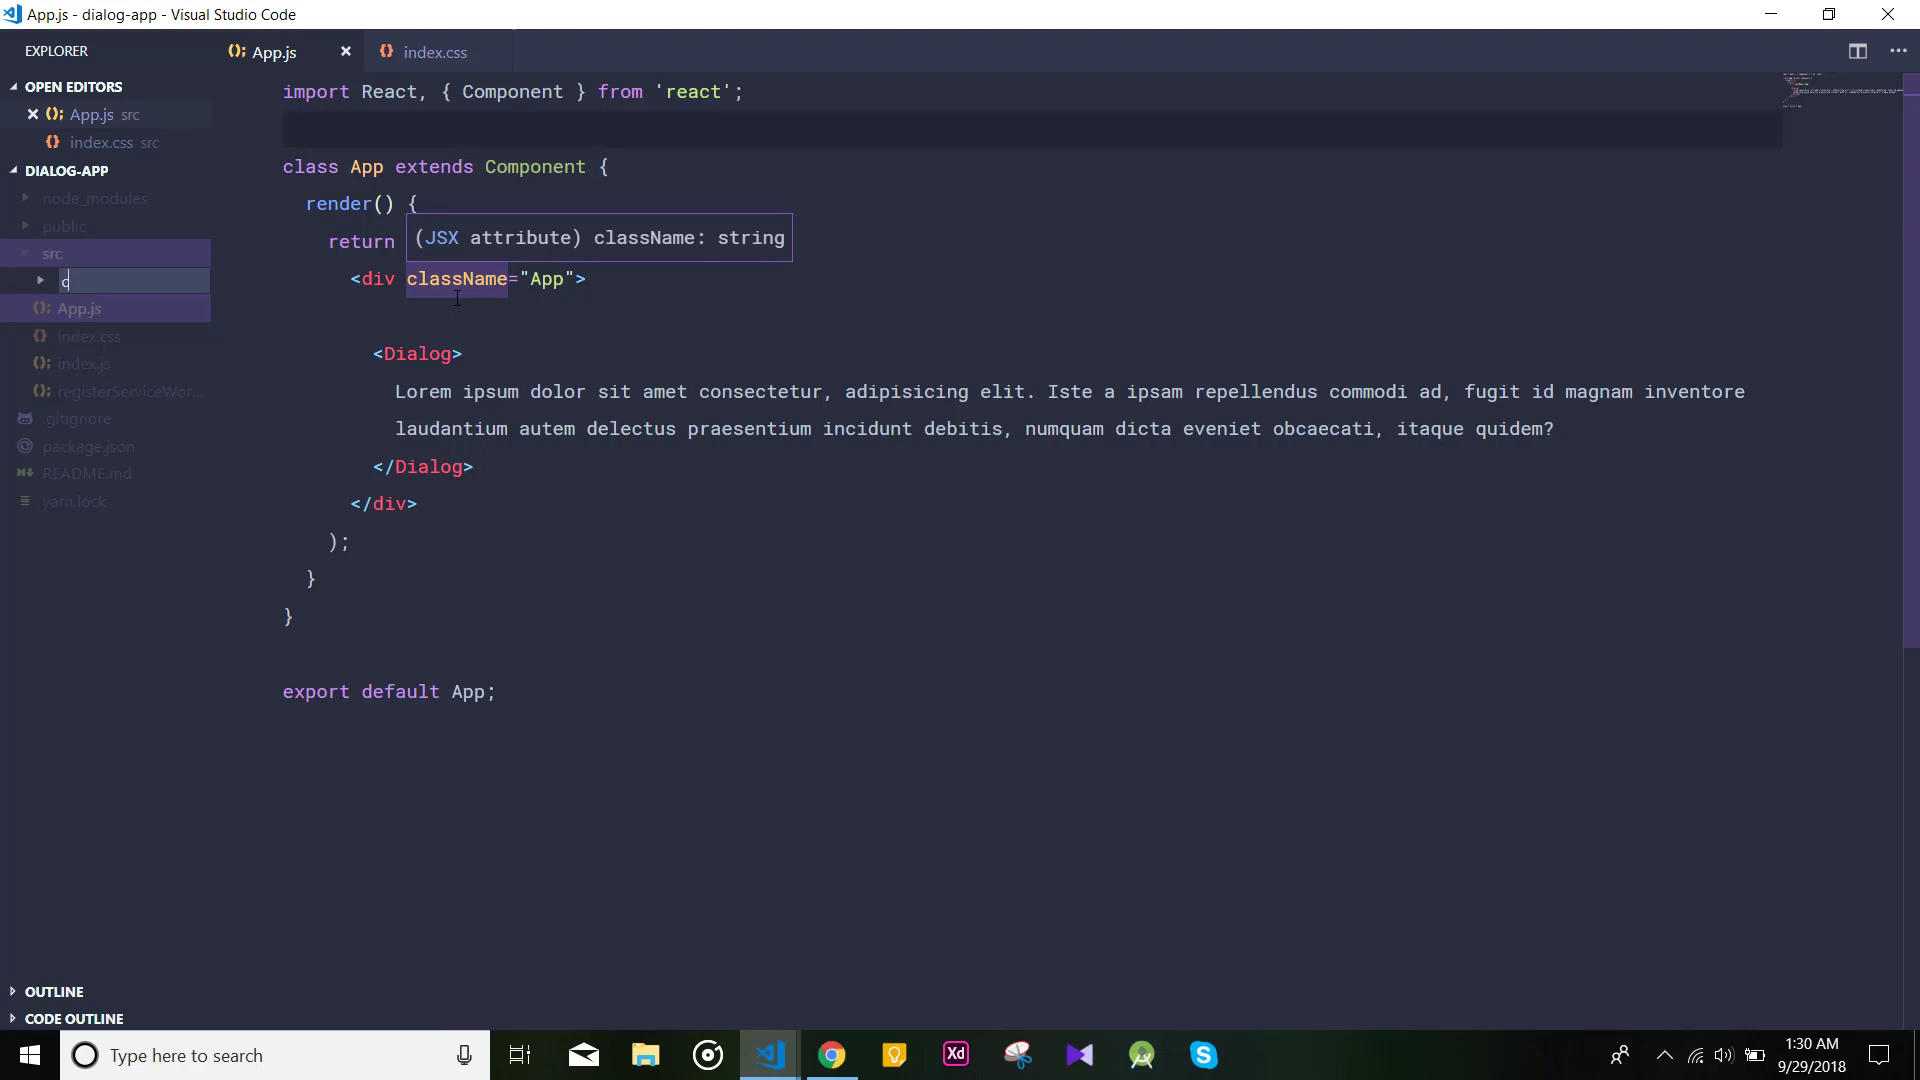 App.js - dialog-app - Visual Studio Code
EXPLORER
App.js
index.css
OPEN EDITORS
App.js src
index.css src
DIALOG-APP
node_modules
public
src
c
App.js
index.css
index.js
registerServiceWor...
.gitignore
package.json
README.md
yarn.lock
import React, { Component } from 'react';
class App extends Component {
render() {
return
(JSX attribute) className: string
<div className="App">
<Dialog>
Lorem ipsum dolor sit amet consectetur, adipisicing elit. Iste a ipsam repellendus commodi ad, fugit id magnam inventore
laudantium autem delectus praesentium incidunt debitis, numquam dicta eveniet obcaecati, itaque quidem?
</Dialog>
</div>
);
}
}
export default App;
OUTLINE
CODE OUTLINE
Type here to search
Xd
1:30 AM
9/29/2018